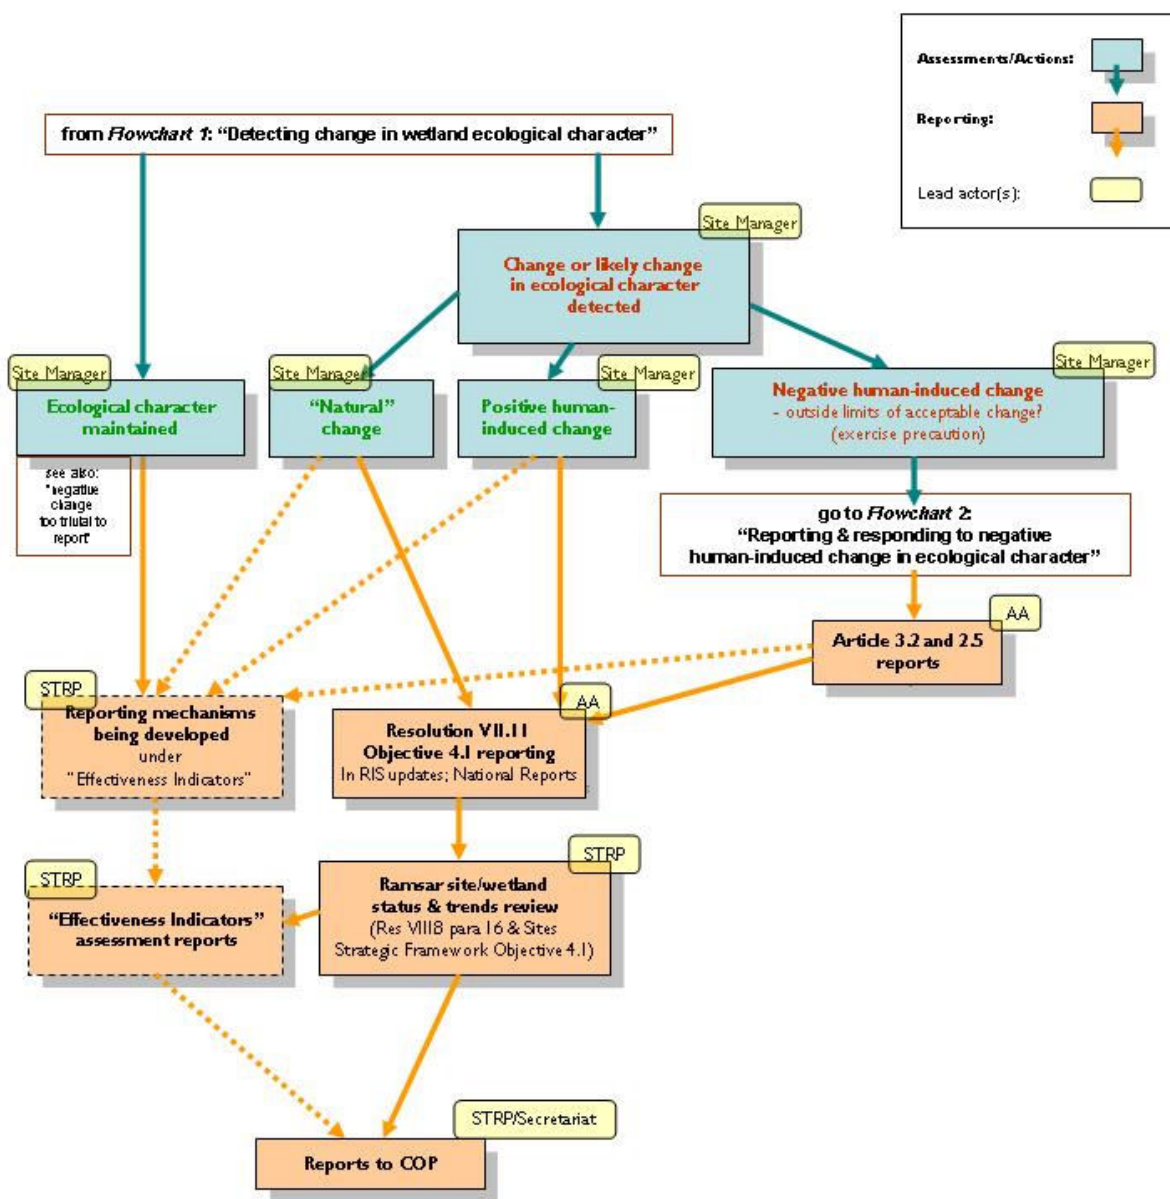 Assessments/Actions:
Reporting:
Lead actor(s):
from Flowchart 1: “Detecting change in wetland ecological character”
Site Manager
Change or likely change
in ecological character
detected
Site Manager
Ecological character
maintained
Site Manager
“Natural”
change
Site Manager
Positive human-
induced change
Site Manager
Negative human-induced change
- outside limits of acceptable change?
(exercise precaution)
see also:
"negative
change
too trivial to
report"
go to Flowchart 2:
“Reporting & responding to negative
human-induced change in ecological character”
AA
Article 3.2 and 2.5
reports
STRP
Reporting mechanisms
being developed
under
"Effectiveness Indicators"
AA
Resolution VII.11
Objective 4.1 reporting
In RIS updates; National Reports
STRP
“Effectiveness Indicators”
assessment reports
STRP
Ramsar site/wetland
status & trends review
(Res VIII8 para 16 & Sites
Strategic Framework Objective 4.1)
STRP/Secretariat
Reports to COP